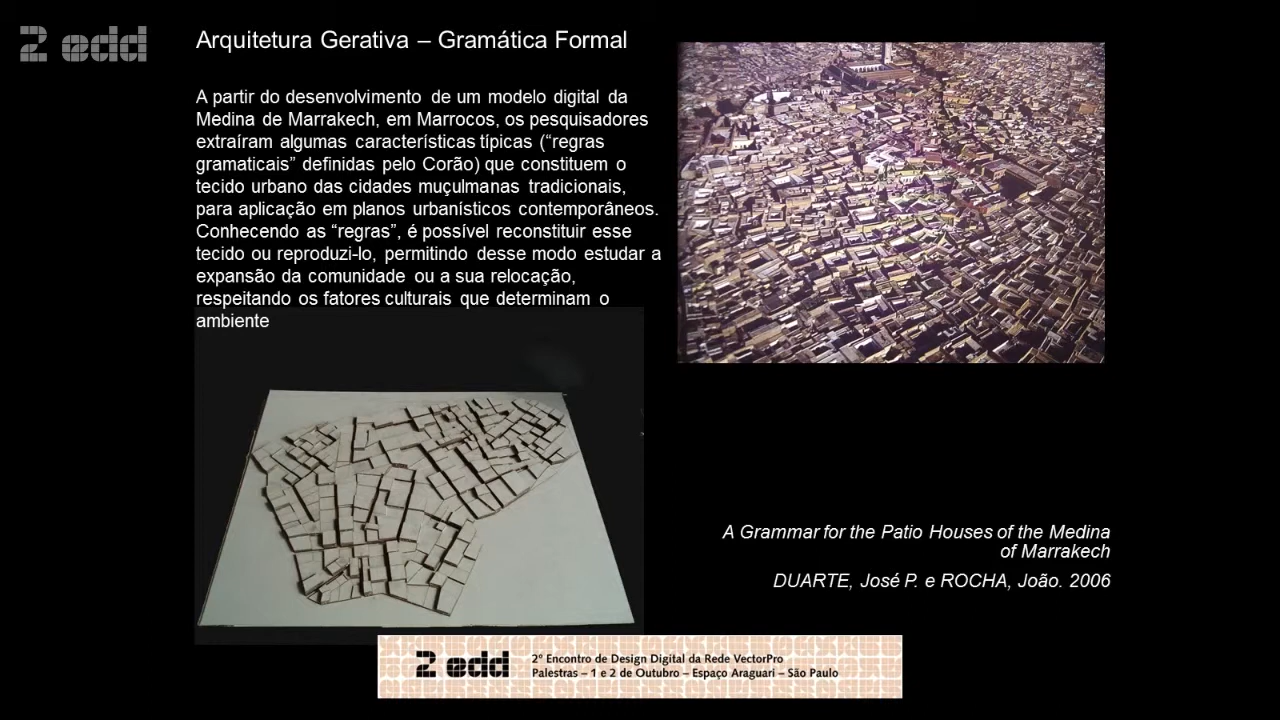 2 edd
Arquitetura Gerativa – Gramática Formal
A partir do desenvolvimento de um modelo digital da
Medina de Marrakech, em Marrocos, os pesquisadores
extraíram algumas características típicas (“regras
gramaticais” definidas pelo Corão) que constituem o
tecido urbano das cidades muçulmanas tradicionais,
para aplicação em planos urbanísticos contemporâneos.
Conhecendo as “regras”, é possível reconstituir esse
tecido ou reproduzi-lo, permitindo desse modo estudar a
expansão da comunidade ou a sua relocação,
respeitando os fatores culturais que determinam o
ambiente
A Grammar for the Patio Houses of the Medina
of Marrakech
DUARTE, José P. e ROCHA, João. 2006
2 edd
2º Encontro de Design Digital da Rede VectorPro
Palestras – 1 e 2 de Outubro – Espaço Araguari – São Paulo